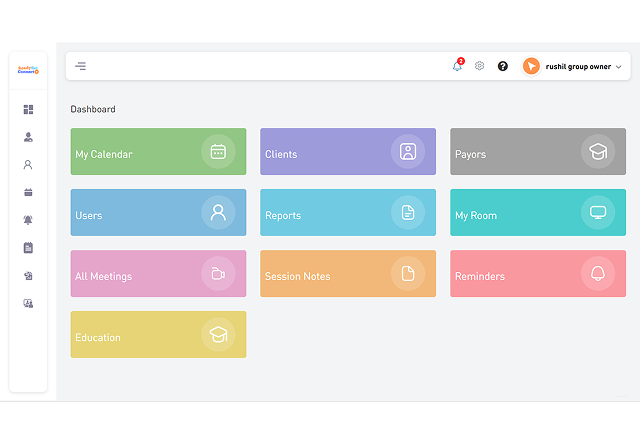 2
rushil group owner
Dashboard
My Calendar
Clients
Payors
Users
Reports
My Room
All Meetings
Session Notes
Reminders
Education